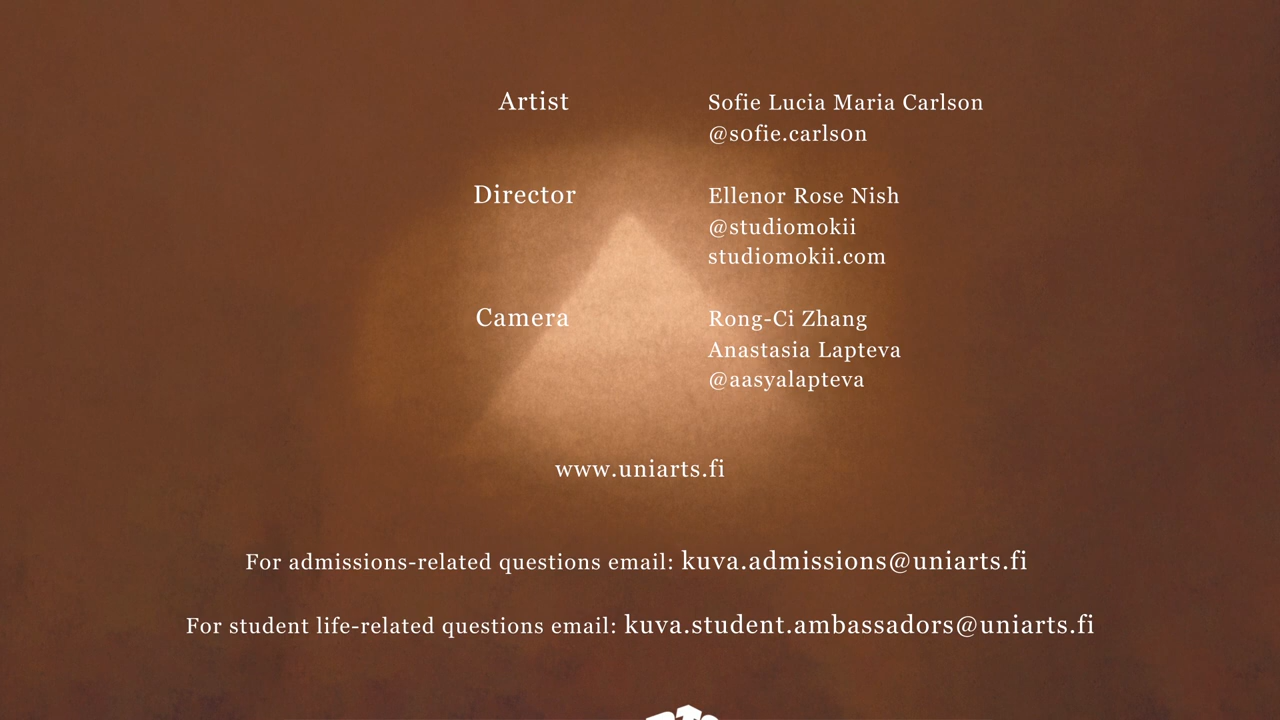 Artist
Sofie Lucia Maria Carlson
@sofie.carlson
Director
Ellenor Rose Nish
@studiomokii
studiomokii.com
Camera
Rong-Ci Zhang
Anastasia Lapteva
@aasyalapteva
www.uniarts.fi
For admissions-related questions email: kuva.admissions@uniarts.fi
For student life-related questions email: kuva.student.ambassadors@uniarts.fi